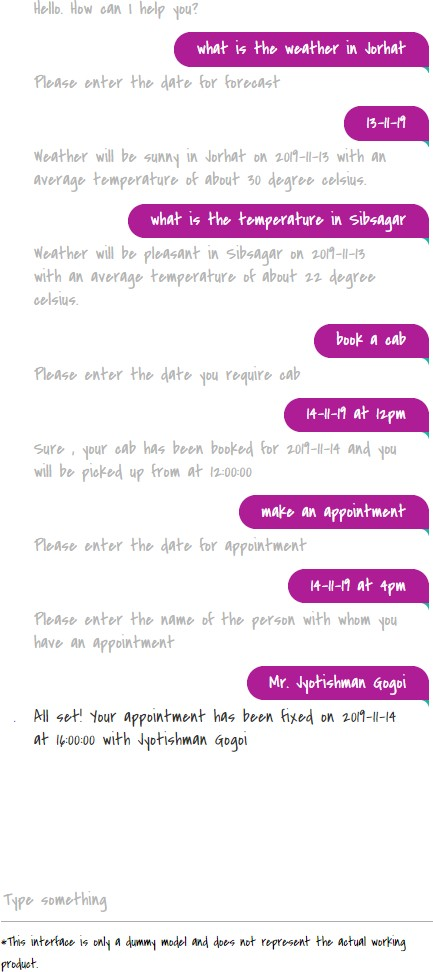 Hello. How can I help you?
what is the weather in Jorhat
Please enter the date for forecast
13-11-19
Weather will be sunny in Jorhat on 2019-11-13 with an
average temperature of about 30 degree celsius.
what is the temperature in Sibsagar
Weather will be pleasant in Sibsagar on 2019-11-13
with an average temperature of about 22 degree
celsius.
book a cab
Please enter the date you require cab
14-11-19 at 12pm
Sure , your cab has been booked for 2019-11-14 and you
will be picked up from at 12:00:00
make an appointment
Please enter the date for appointment
14-11-19 at 4pm
Please enter the name of the person with whom you
have an appointment
Mr. Jyotishman Gogoi
. All set! Your appointment has been fixed on 2019-11-14
at 16:00:00 with Jyotishman Gogoi
Type something
*This interface is only a dummy model and does not represent the actual working
product.